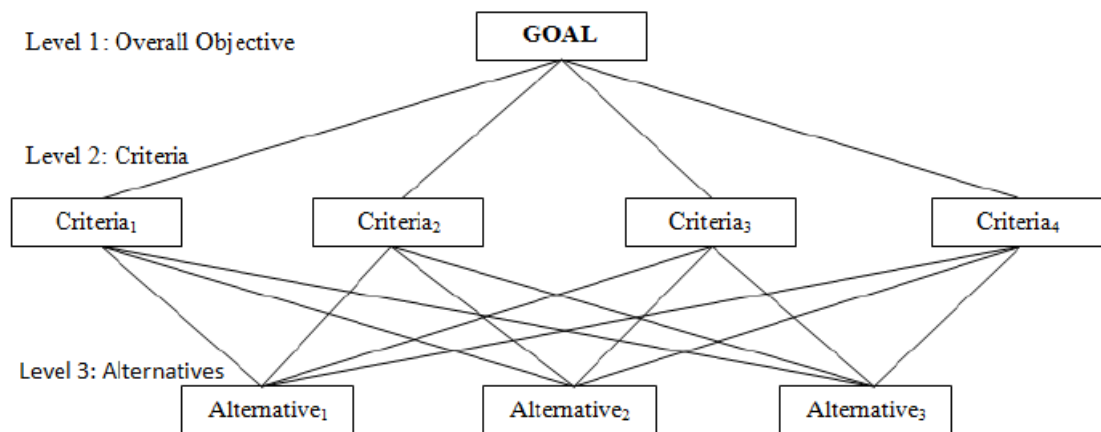 Level 1: Overall Objective
GOAL
Level 2: Criteria
Criteria₁
Criteria₂
Criteria₃
Criteria₄
Level 3: Alternatives
Alternative₁
Alternative₂
Alternative₃